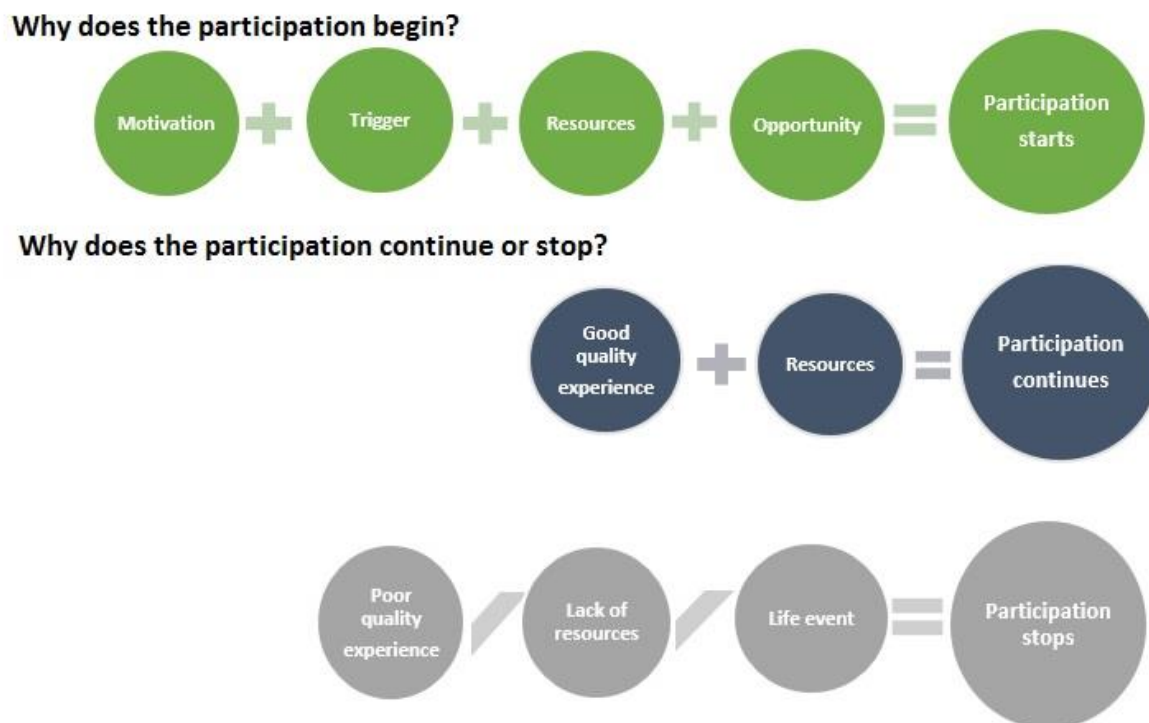 Why does the participation begin?
Motivation + Trigger + Resources + Opportunity = Participation
starts
Why does the participation continue or stop?
Good
quality
experience + Resources = Participation
continues
Poor
quality
experience / Lack of
resources / Life event = Participation
stops